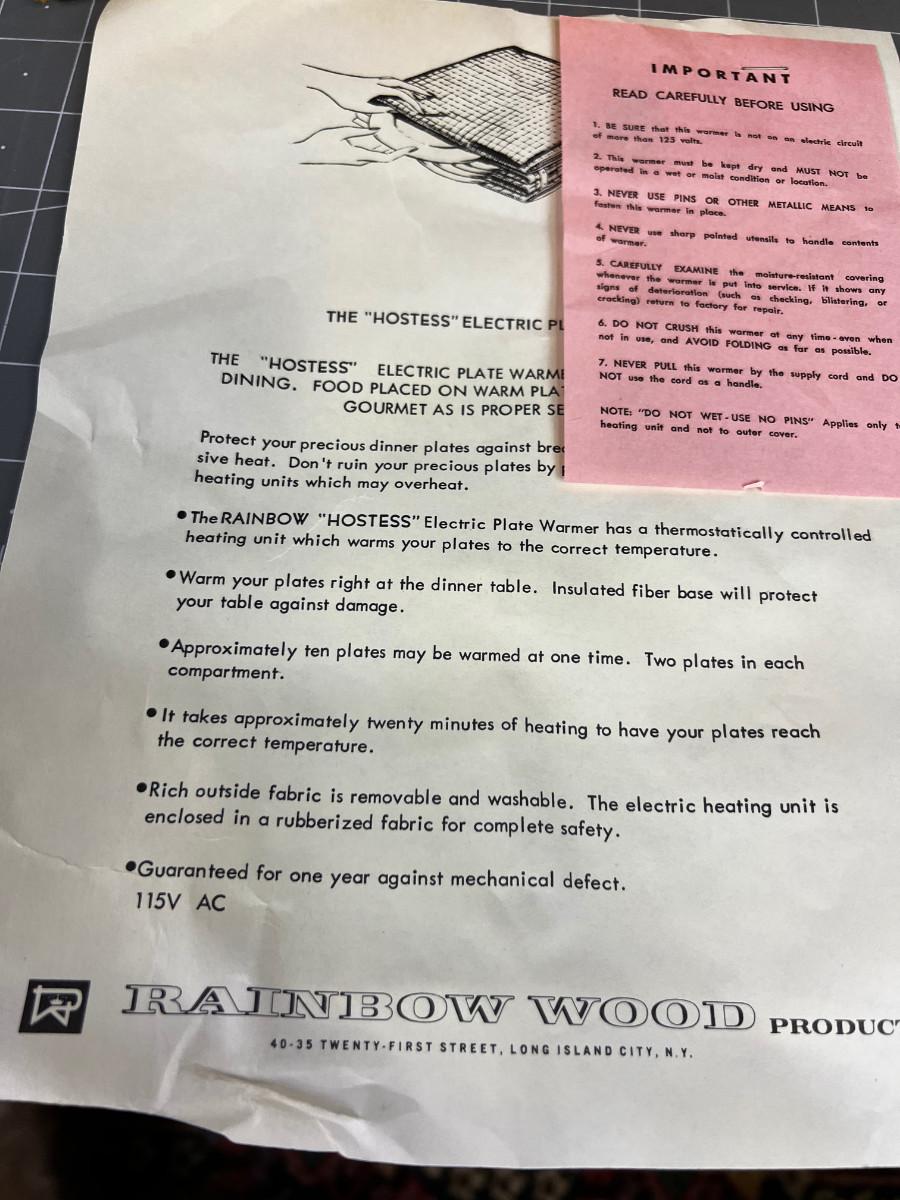 IMPORTANT
READ CAREFULLY BEFORE USING
1. BE SURE that this warmer is not on an electric circuit
of more than 125 volts.
2. This warmer must be kept dry and MUST NOT be
operated in a wet or moist condition or location.
3. NEVER USE PINS OR OTHER METALLIC MEANS to
fasten this warmer in place.
4. NEVER use sharp pointed utensils to handle contents
of warmer.
5. CAREFULLY EXAMINE the moisture-resistant covering
whenever the warmer is put into service. If it shows any
signs of deterioration (such as checking, blistering, or
cracking) return to factory for repair.
6. DO NOT CRUSH this warmer at any time-even when
not in use, and AVOID FOLDING as far as possible.
7. NEVER PULL this warmer by the supply cord and DO
NOT use the cord as a handle.
NOTE: "DO NOT WET-USE NO PINS" Applies only
heating unit and not to outer cover.
THE "HOSTESS" ELECTRIC
THE "HOSTESS" ELECTRIC PLATE
DINING. FOOD PLACED ON WARM
GOURMET AS IS PROPER
Protect your precious dinner plates against
sive heat. Don't ruin your precious plates by
heating units which may overheat.
•The RAINBOW "HOSTESS" Electric Plate Warmer has a thermostatically controlled
heating unit which warms your plates to the correct temperature.
•Warm your plates right at the dinner table. Insulated fiber base will protect
your table against damage.
•Approximately ten plates may be warmed at one time. Two plates in each
compartment.
•It takes approximately twenty minutes of heating to have your plates reach
the correct temperature.
•Rich outside fabric is removable and washable. The electric heating unit is
enclosed in a rubberized fabric for complete safety.
•Guaranteed for one year against mechanical defect.
115V AC
RAINBOW WOOD PRODUCT
40-35 TWENTY-FIRST STREET, LONG ISLAND CITY, N.Y.